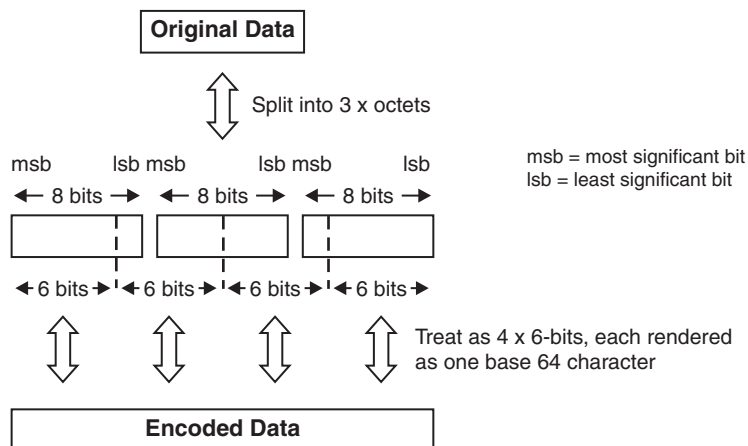 Original Data
Split into 3 x octets
msb lsb msb lsb msb lsb
msb = most significant bit
lsb = least significant bit
8 bits 8 bits 8 bits
6 bits 6 bits 6 bits 6 bits
Treat as 4 x 6-bits, each rendered
as one base 64 character
Encoded Data